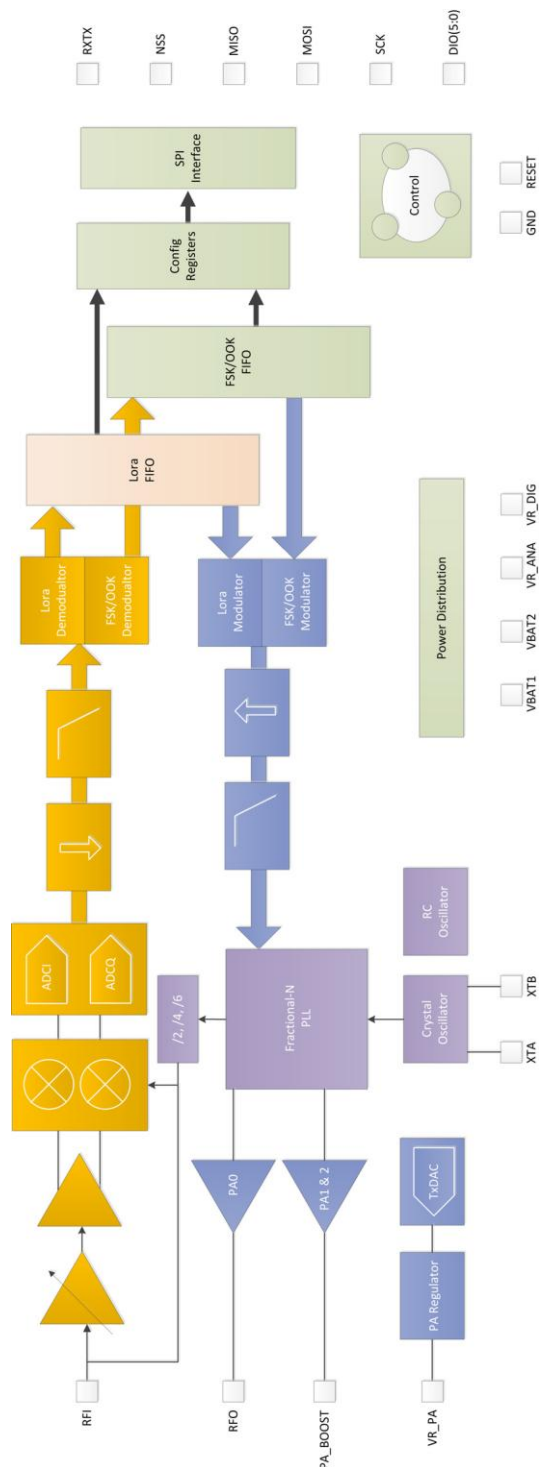 RXTX
NSS
MISO
MOSI
SCK
DIO(5:0)
SPI
Interface
Control
RESET
GND
Config
Registers
FSK/OOK
FIFO
Lora
FIFO
Lora
Demodualtor
FSK/OOK
Demodualtor
Lora
Modulator
FSK/OOK
Modulator
Power Distribution
VR_DIG
VR_ANA
VBAT2
VBAT1
ADCI
ADCQ
/2, /4, /6
Fractional-N
PLL
RC
Oscillator
Crystal
Oscillator
XTB
XTA
PA0
PA1 & 2
TxDAC
PA Regulator
RFI
RFO
PA_BOOST
VR_PA